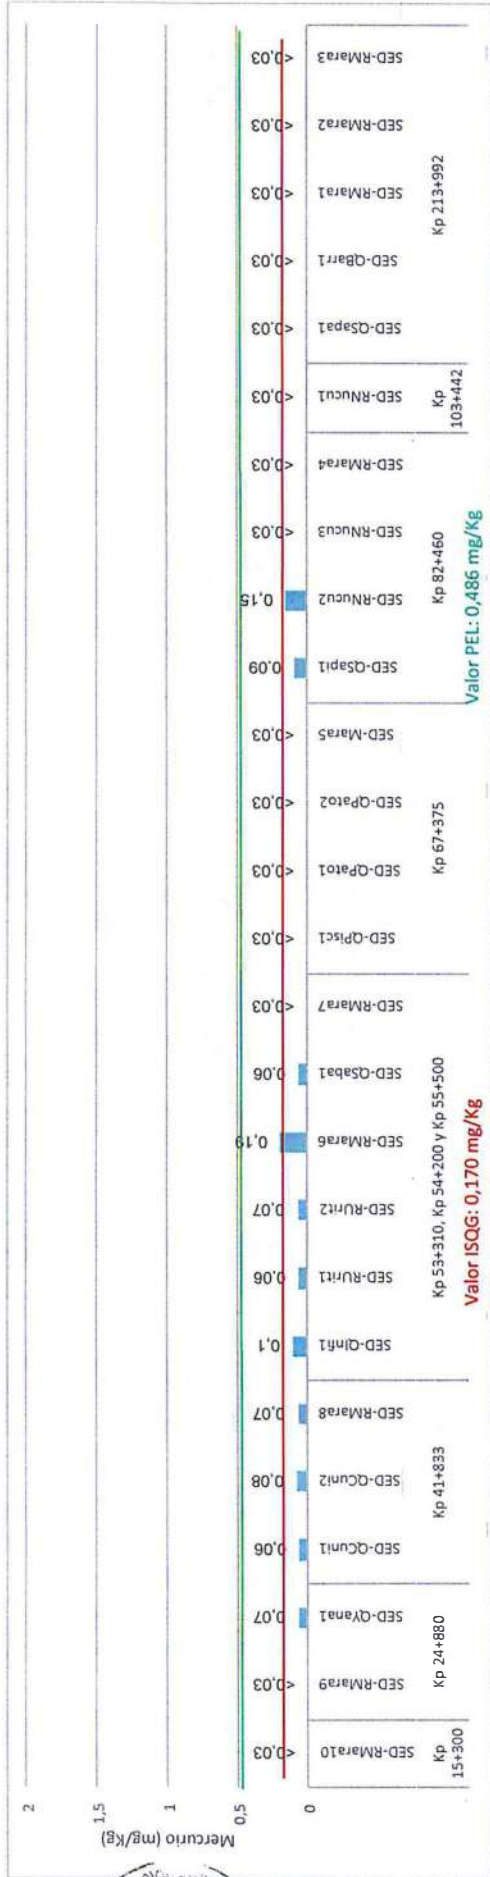 Mercurio (mg/Kg)
2
1,5
1
0,5
0
<0,03
<0,03
0,07
0,06
0,08
0,07
0,1
0,06
0,07
0,19
0,06
<0,03
<0,03
<0,03
<0,03
<0,03
0,09
0,15
<0,03
<0,03
<0,03
<0,03
<0,03
<0,03
<0,03
<0,03
SED-RMara10
SED-RMara9
SED-QYana1
SED-QCuni1
SED-QCuni2
SED-RMara8
SED-QInfi1
SED-RUrit1
SED-RUrit2
SED-RMara6
SED-QSaba1
SED-RMara7
SED-QPisc1
SED-QPato1
SED-QPato2
SED-Mara5
SED-QSapi1
SED-RNucu2
SED-RNucu3
SED-RMara4
SED-RNucu1
SED-QSapa1
SED-QBarr1
SED-RMara1
SED-RMara2
SED-RMara3
Kp
15+300
Kp 24+880
Kp 41+833
Kp 53+310, Kp 54+200 y Kp 55+500
Kp 67+375
Kp 82+460
Kp
103+442
Kp 213+992
Valor ISQG: 0,170 mg/Kg
Valor PEL: 0,486 mg/Kg